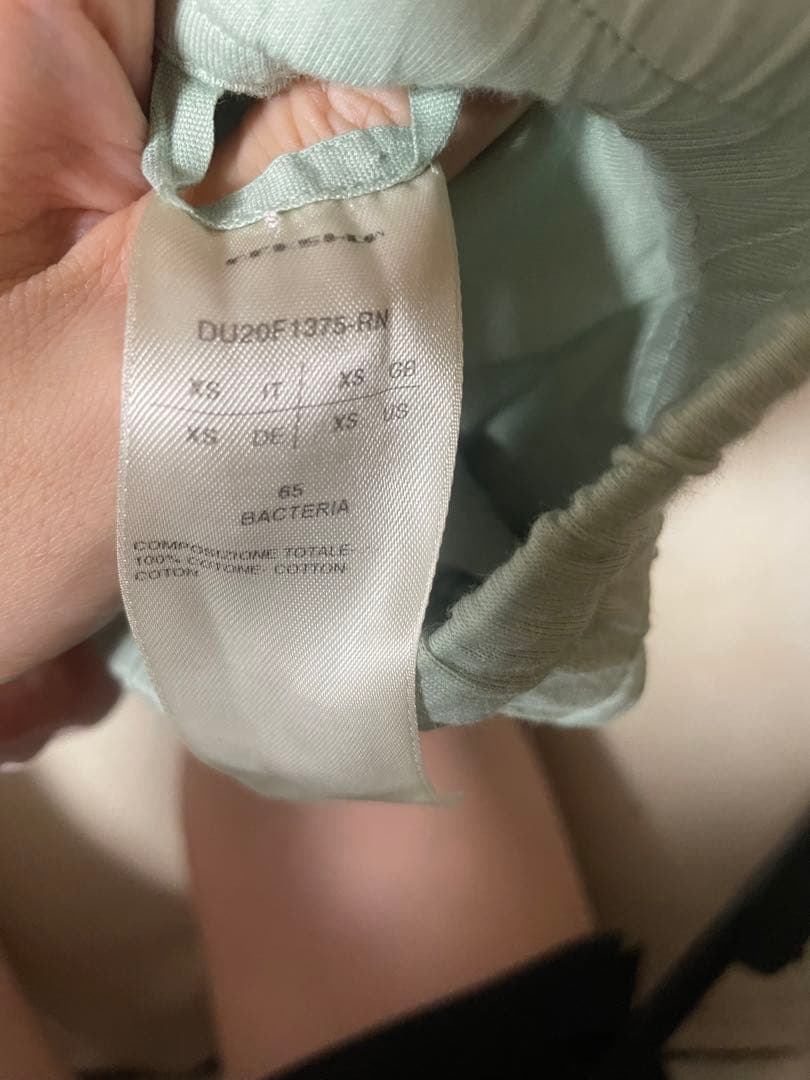 DU20F1375-RN
XS IT XS GB
XS DE XS US
65
BACTERIA
COMPOSIZIONE TOTALE-
100% COTONE- COTTON
COTON